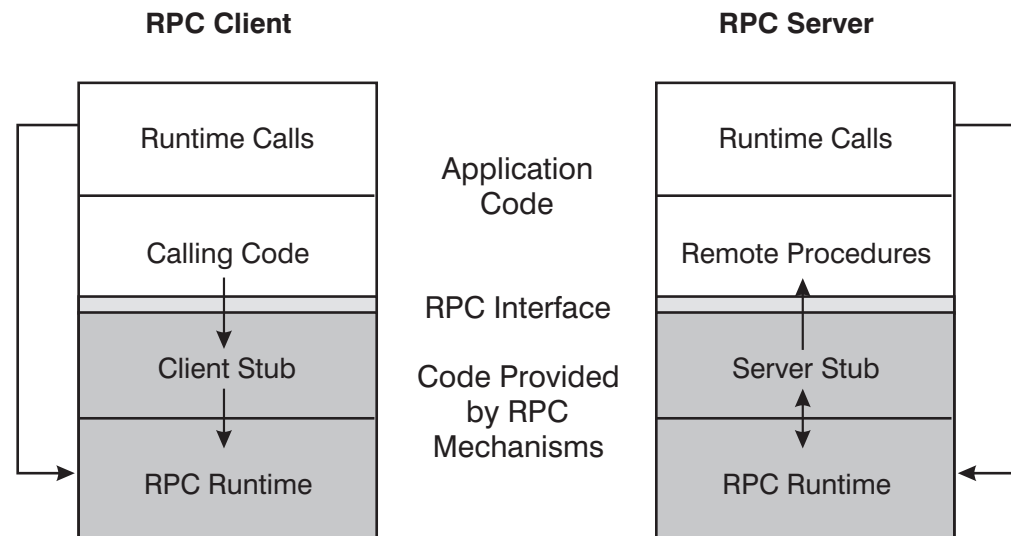 RPC Client
RPC Server
Runtime Calls
Application
Code
Runtime Calls
Calling Code
Remote Procedures
RPC Interface
Client Stub
Code Provided
by RPC
Mechanisms
Server Stub
RPC Runtime
RPC Runtime